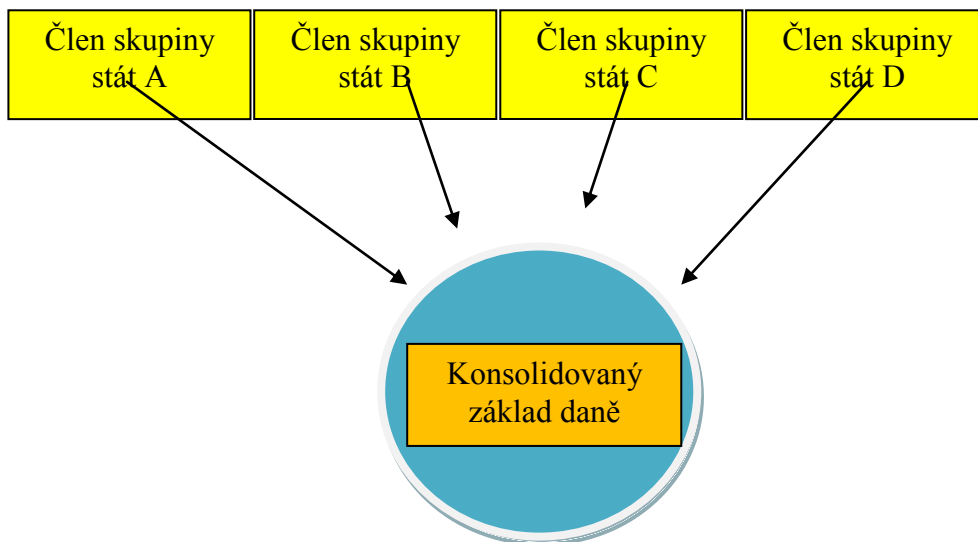 Člen skupiny
stát A
Člen skupiny
stát B
Člen skupiny
stát C
Člen skupiny
stát D
Konsolidovaný
základ daně